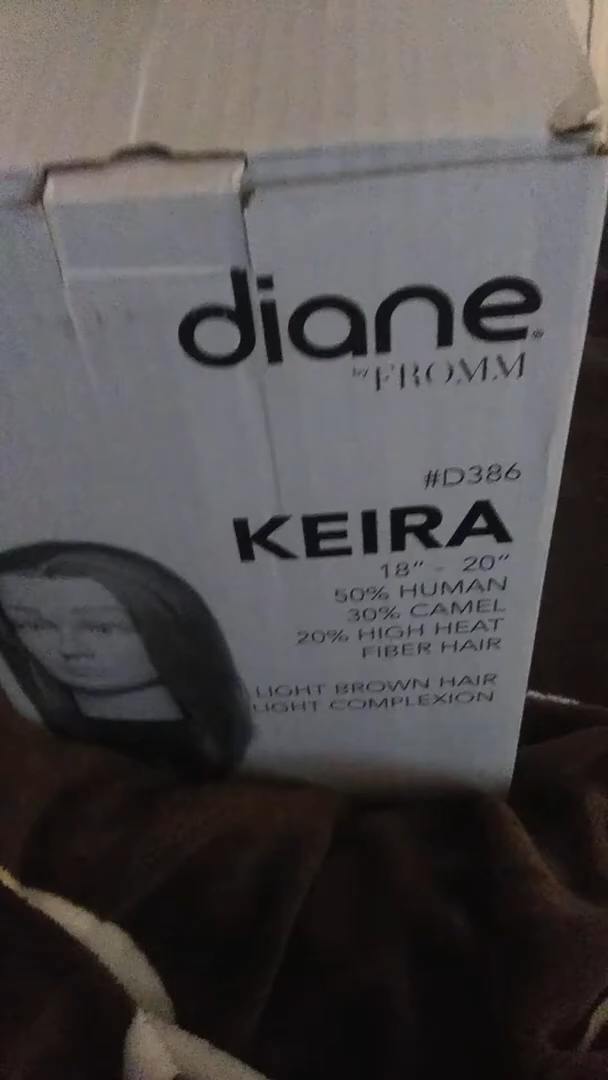 diane®
by FROMM
#D386
KEIRA
18" - 20"
50% HUMAN
30% CAMEL
20% HIGH HEAT
FIBER HAIR
LIGHT BROWN HAIR
LIGHT COMPLEXION